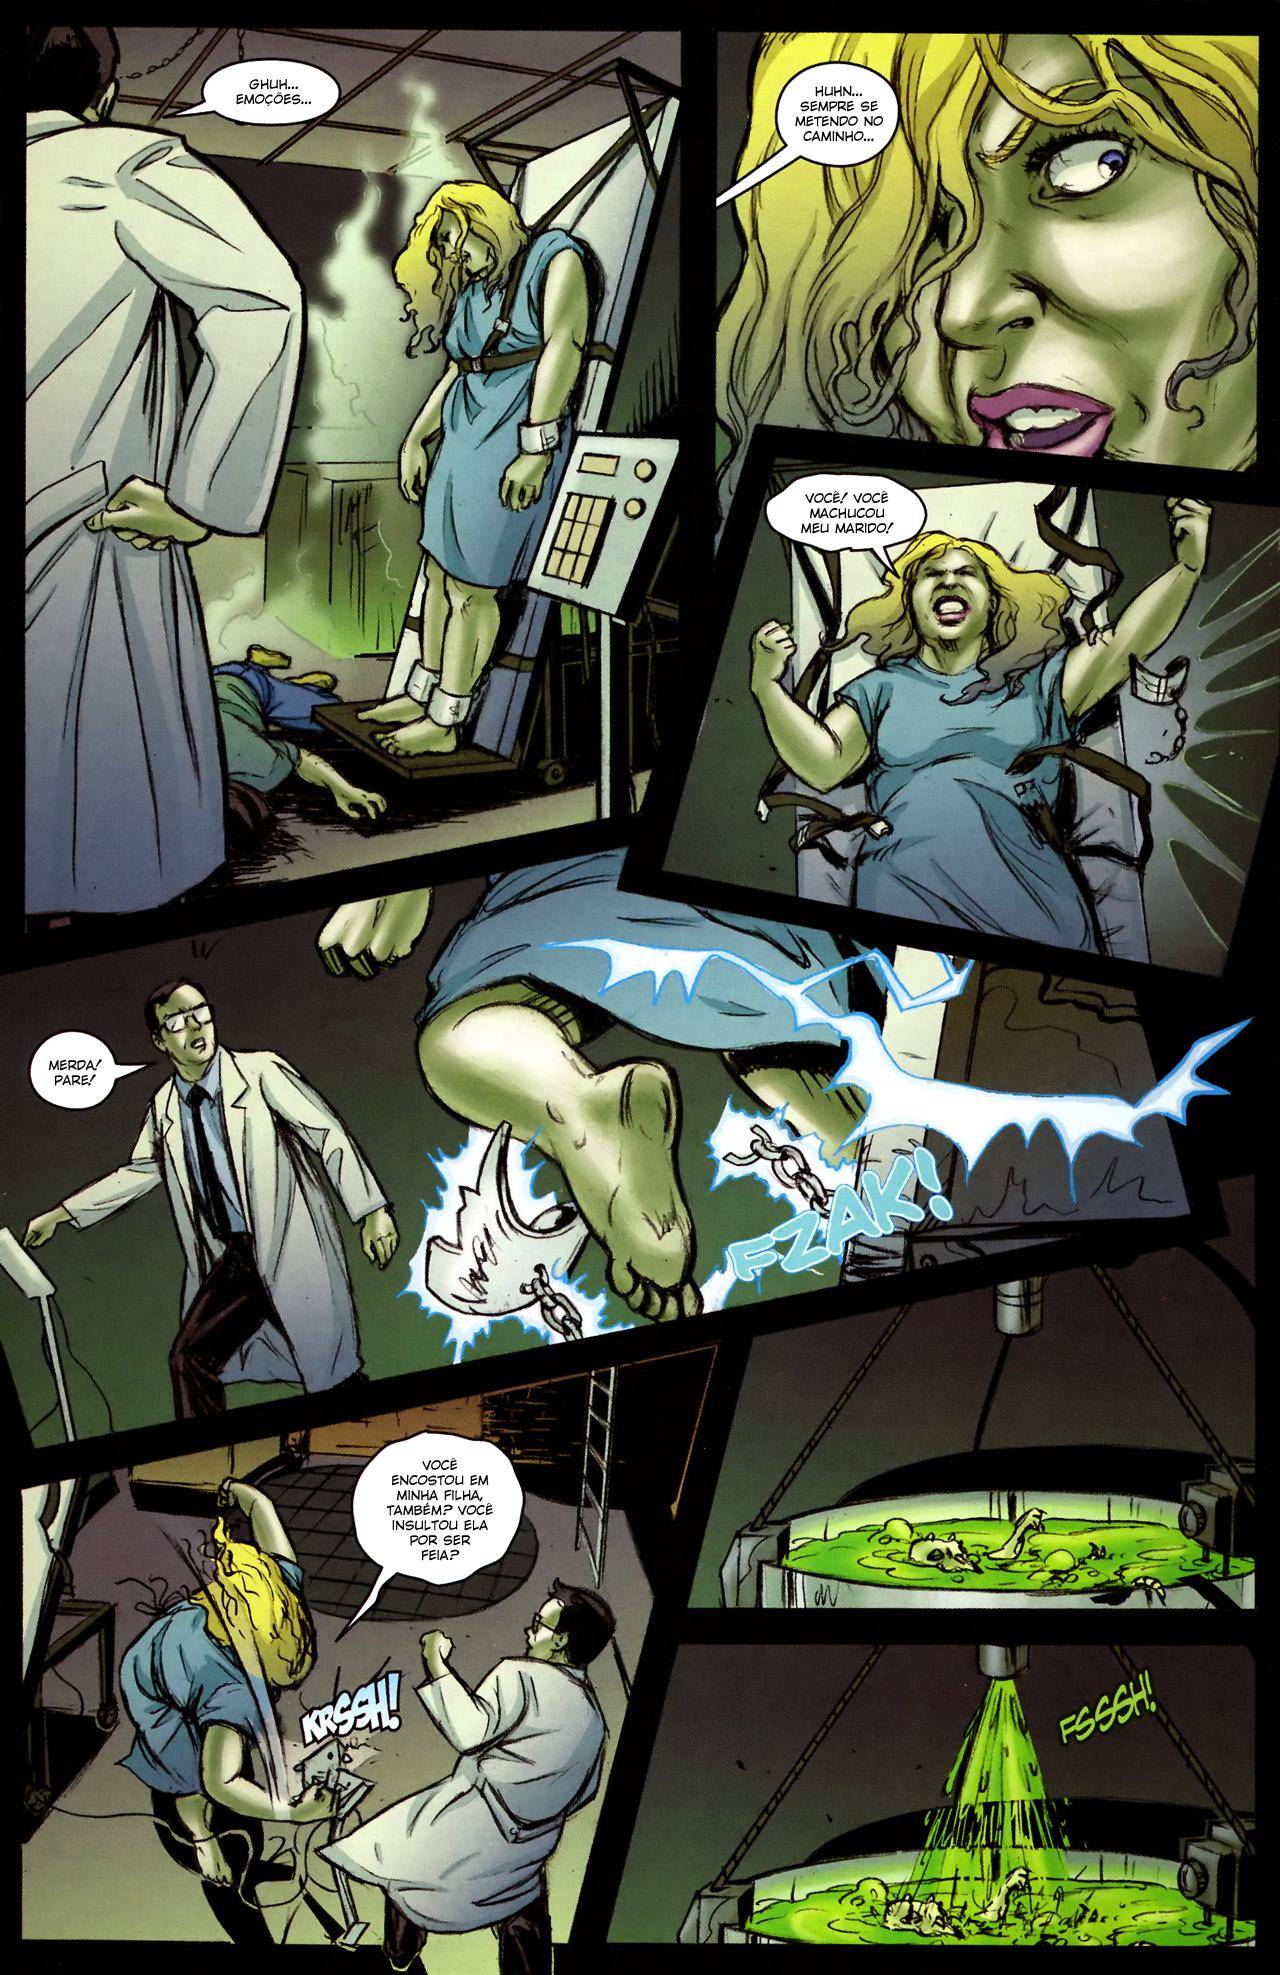 GHUH...
EMOÇÕES...
HUHN...
SEMPRE SE
METENDO NO
CAMINHO...
VOCÊ! VOCÊ
MACHUCOU
MEU MARIDO!
MERDA!
PARE!
FZAK!
VOCÊ
ENCOSTOU EM
MINHA FILHA,
TAMBÉM? VOCÊ
INSULTOU ELA
POR SER
FEIA?
KRSSH!
FSSSH!